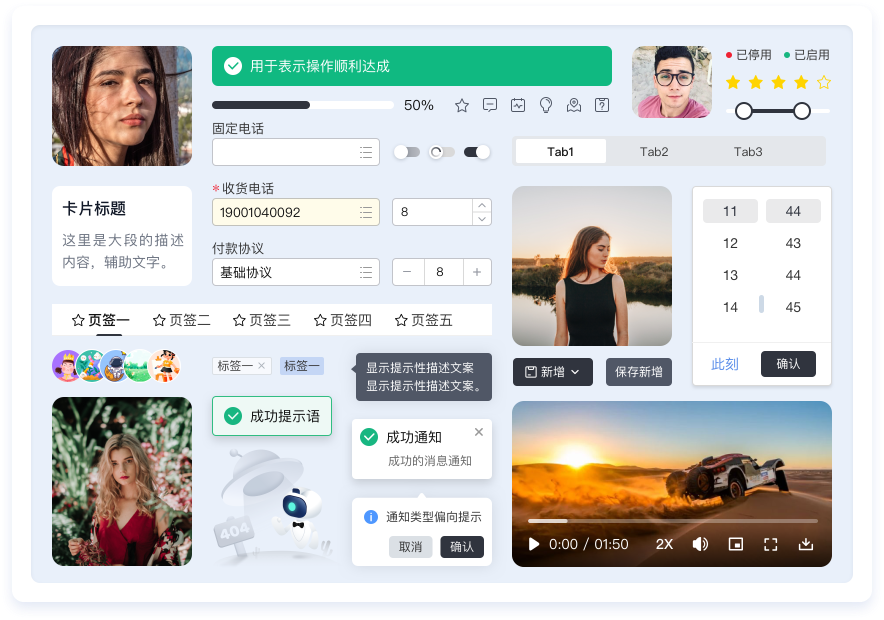 用于表示操作顺利达成
已停用 已启用
50%
固定电话
Tab1 Tab2 Tab3
卡片标题
这里是大段的描述
内容，辅助文字。
*收货电话
19001040092 8
付款协议
基础协议 8
11 44
12 43
13 44
14 45
页签一 页签二 页签三 页签四 页签五
标签一 标签一
显示提示性描述文案
显示提示性描述文案。
新增 保存新增
此刻 确认
成功提示语
成功通知
成功的消息通知
404
通知类型偏向提示
取消 确认
0:00 / 01:50 2X